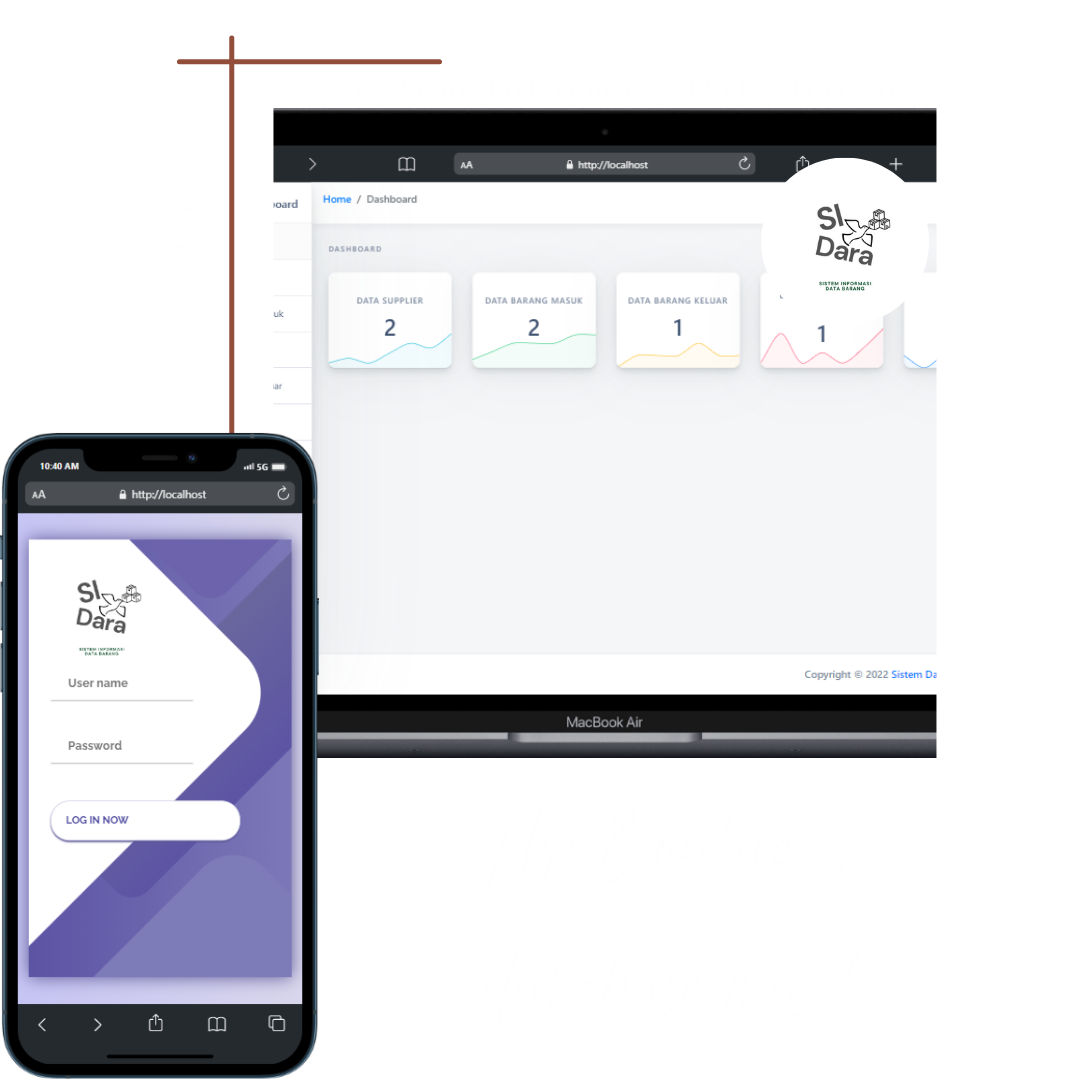 AA
http://localhost
oard
Home / Dashboard
DASHBOARD
DATA SUPPLIER
2
DATA BARANG MASUK
2
DATA BARANG KELUAR
1
1
SI
Dara
SISTEM INFORMASI
DATA BARANG
uk
ar
Copyright © 2022 Sistem Da
MacBook Air
10:40 AM
5G
AA
http://localhost
SI
Dara
SISTEM INFORMASI
DATA BARANG
User name
Password
LOG IN NOW